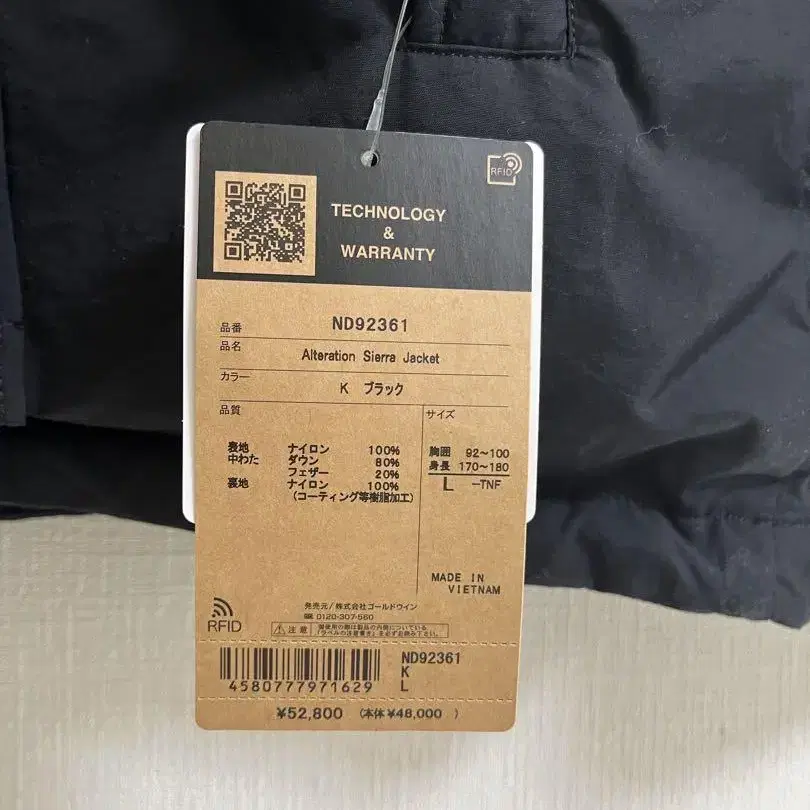 RFID
TECHNOLOGY
&
WARRANTY
品番 ND92361
品名 Alteration Sierra Jacket
カラー K ブラック
品質
表地 ナイロン 100%
中わた ダウン 80%
フェザー 20%
裏地 ナイロン 100%
(コーティング等樹脂加工)
サイズ
胸囲 92~100
身長 170~180
L -TNF
MADE IN
VIETNAM
RFID
発売元/株式会社ゴールドウイン
0120-307-560
注意
4580777971629
ND92361
K
L
¥52,800 (本体¥48,000 )